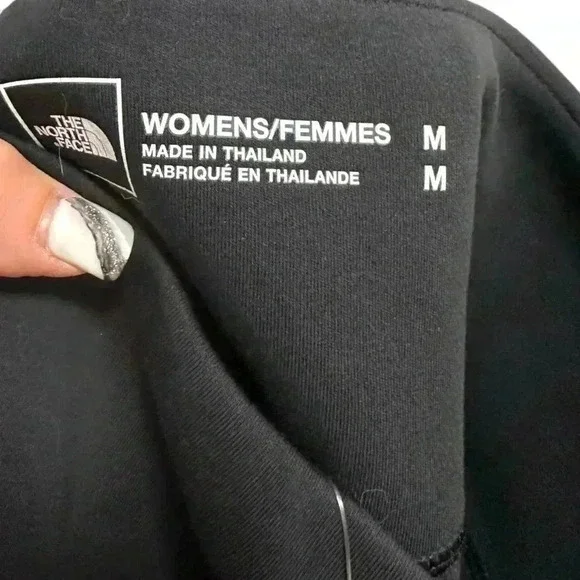 THE
NORTH
FACE
WOMENS/FEMMES M
MADE IN THAILAND
FABRIQUÉ EN THAILANDE M